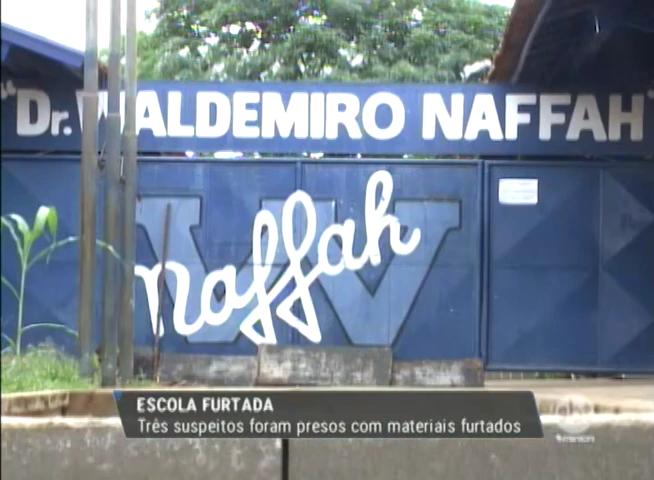 "Dr. WALDEMIRO NAFFAH"
W
naffah
ESCOLA FURTADA
Três suspeitos foram presos com materiais furtados